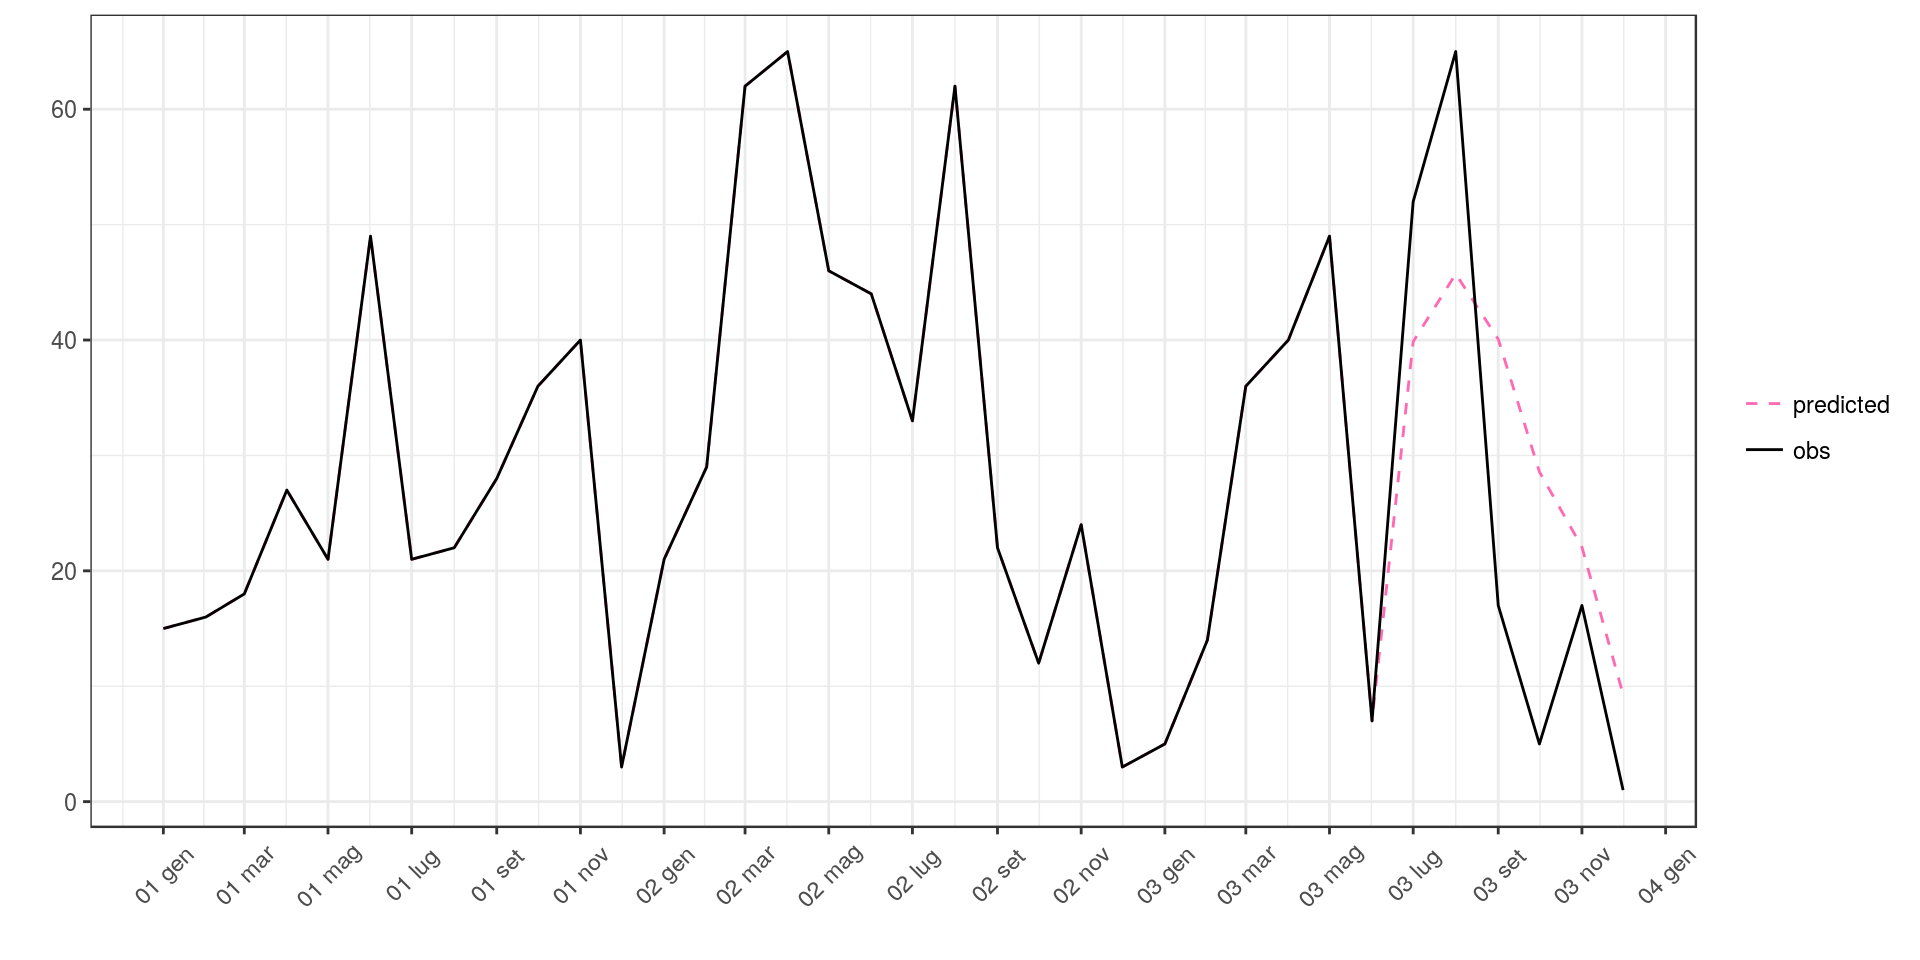 60
40
20
0
01 gen
01 mar
01 mag
01 lug
01 set
01 nov
02 gen
02 mar
02 mag
02 lug
02 set
02 nov
03 gen
03 mar
03 mag
03 lug
03 set
03 nov
04 gen
predicted
obs